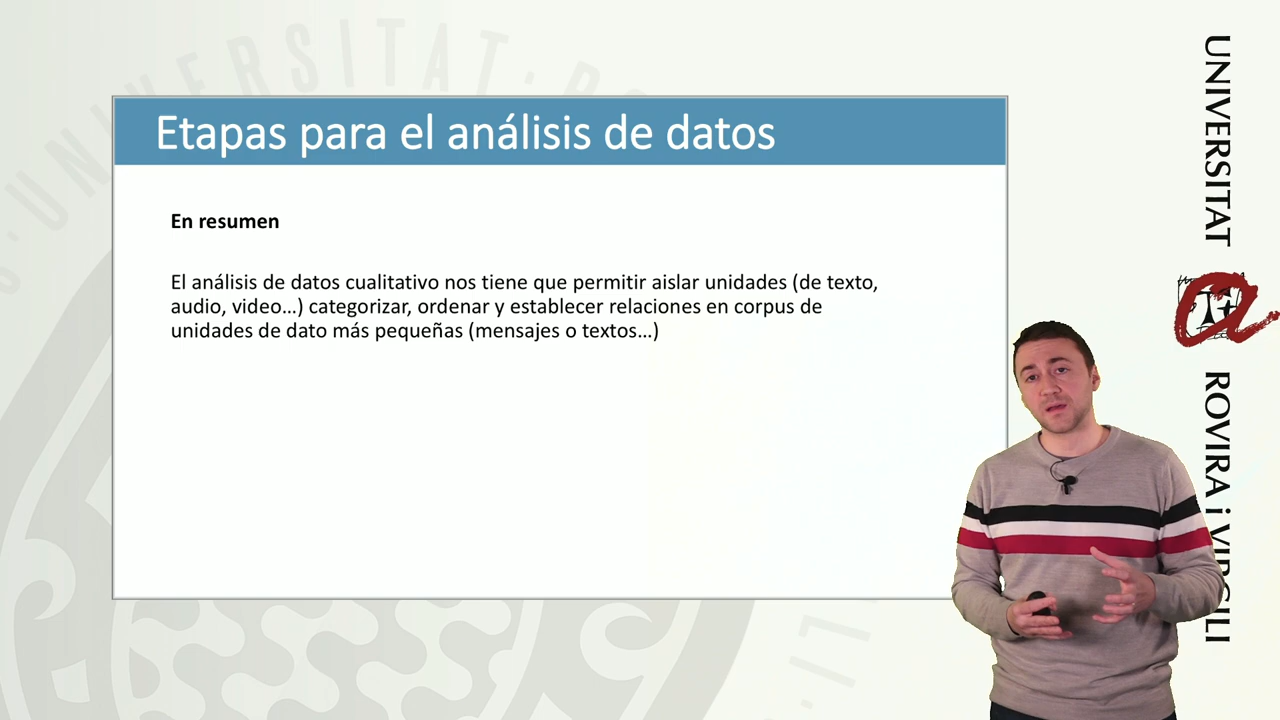 Etapas para el análisis de datos
En resumen
El análisis de datos cualitativo nos tiene que permitir aislar unidades (de texto,
audio, video…) categorizar, ordenar y establecer relaciones en corpus de
unidades de dato más pequeñas (mensajes o textos…)
UNIVERSITAT
ROVIRA i VIRGILI